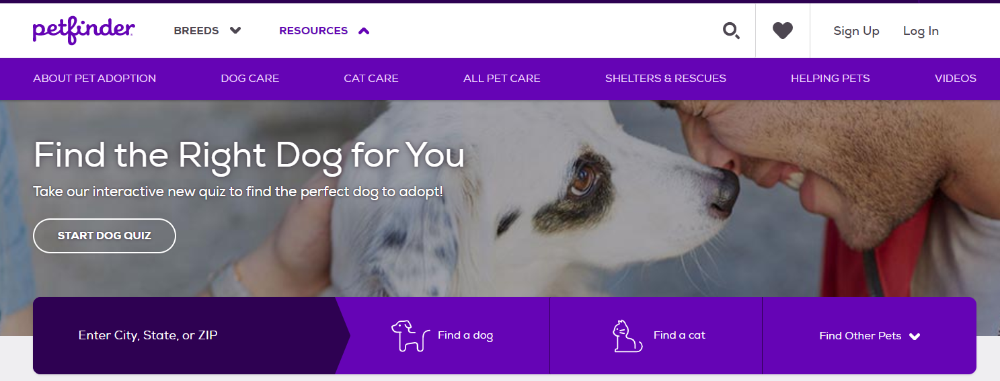 petfinder
BREEDS
RESOURCES
Sign Up
Log In
ABOUT PET ADOPTION
DOG CARE
CAT CARE
ALL PET CARE
SHELTERS & RESCUES
HELPING PETS
VIDEOS
Find the Right Dog for You
Take our interactive new quiz to find the perfect dog to adopt!
START DOG QUIZ
Enter City, State, or ZIP
Find a dog
Find a cat
Find Other Pets